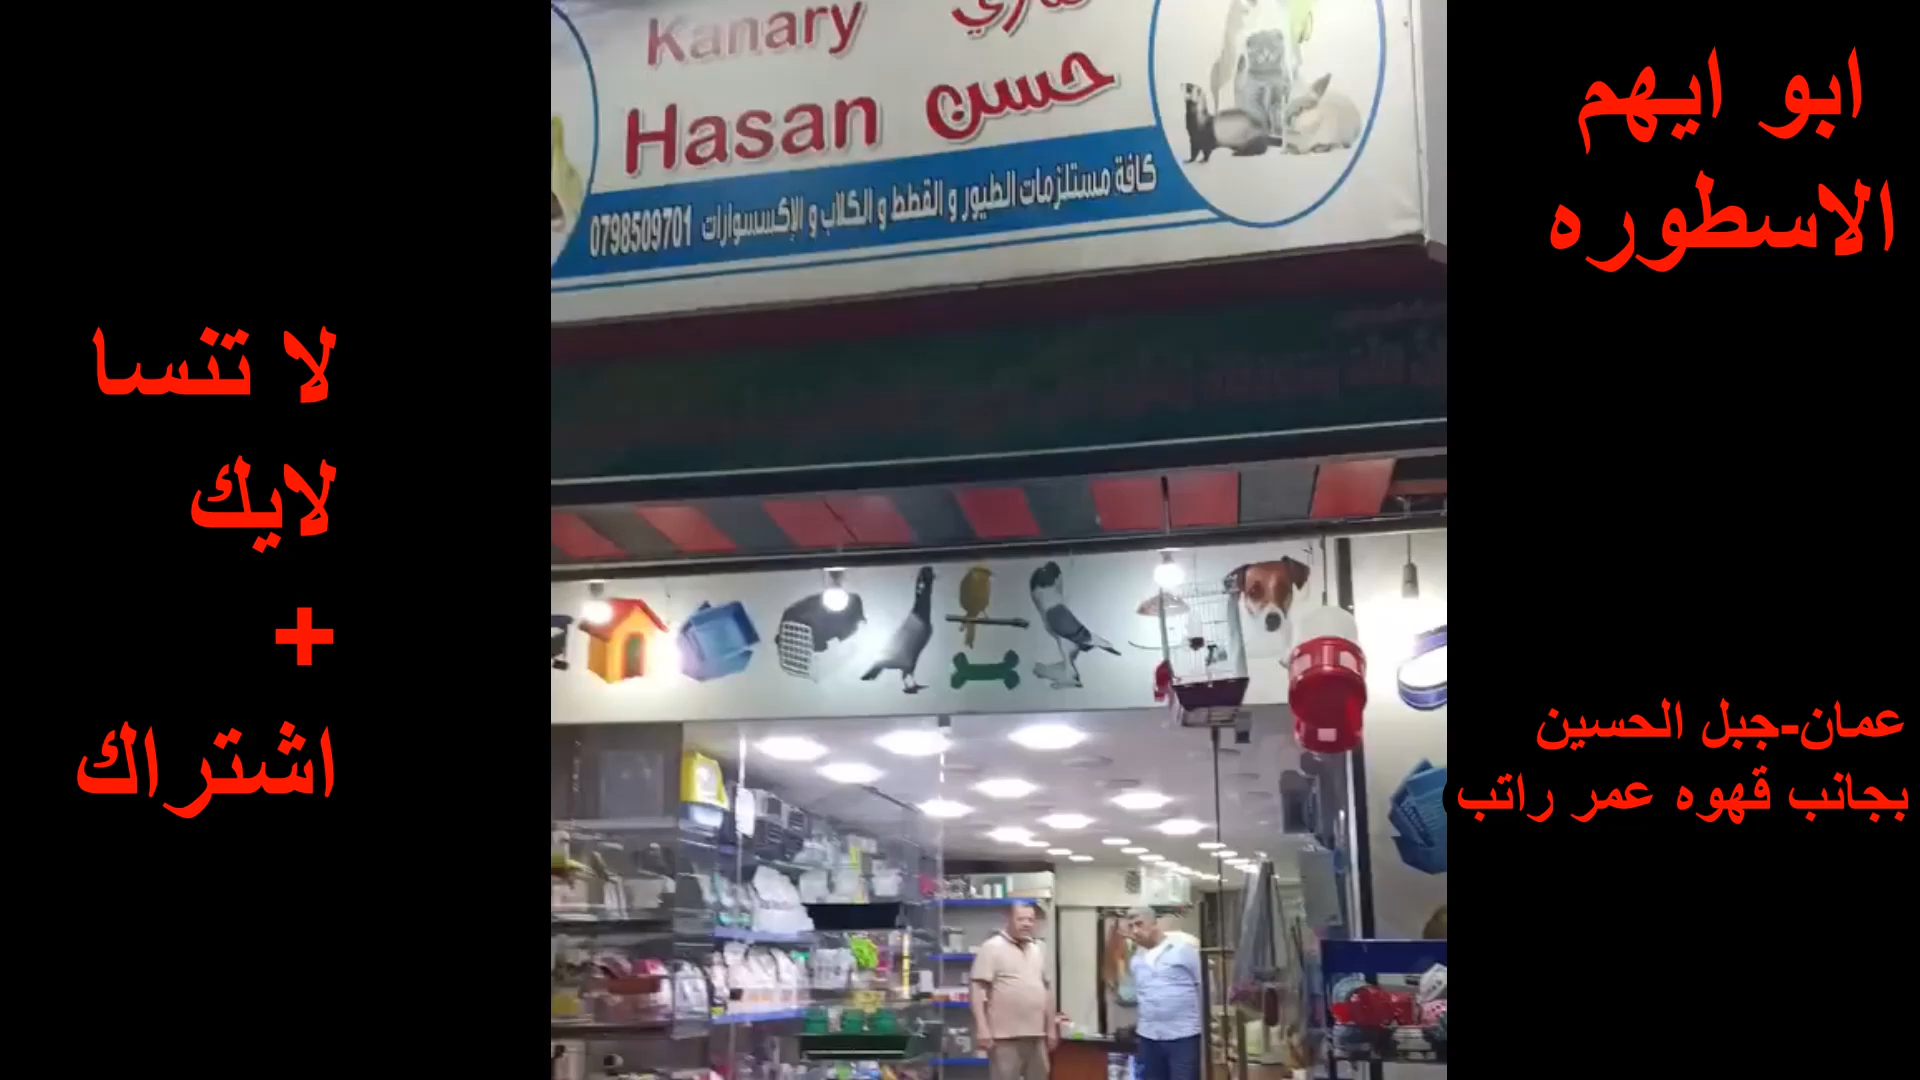 Kanary
Hasan حسن
كافة مستلزمات الطيور و القطط و الكلاب و الإكسسوارات 0798509701
ابو ايهم
الاسطوره
لا تنسا
لايك
+
اشتراك
عمان-جبل الحسين
بجانب قهوه عمر راتب